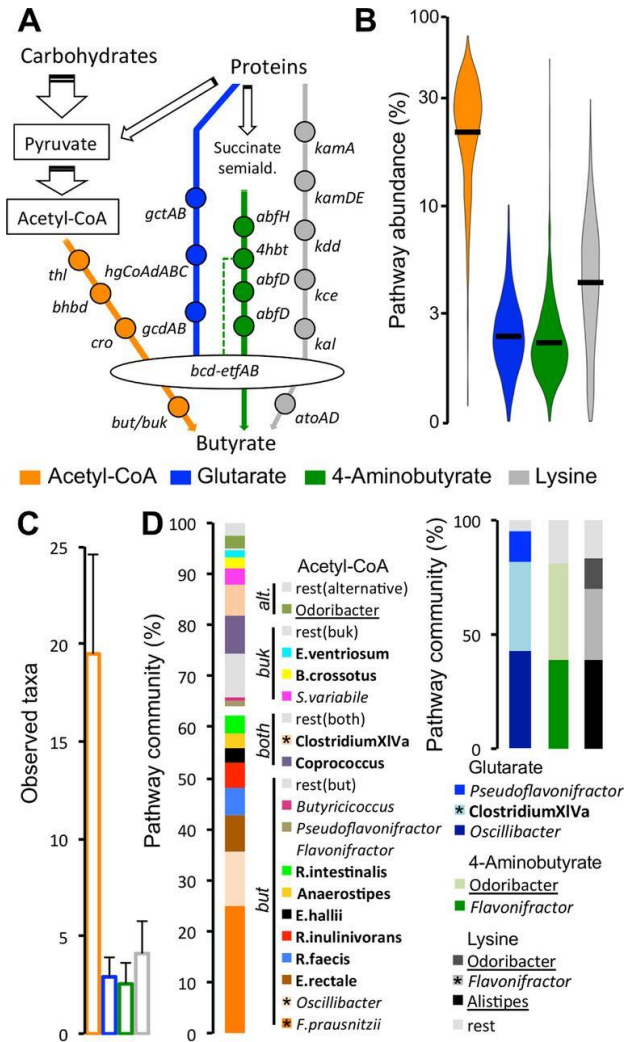 A
Carbohydrates
Proteins
Pyruvate
Succinate
semiald.
Acetyl-CoA
kamA
kamDE
kdd
kce
kal
gctAB
hgCoAdABC
gcdAB
abfH
4hbt
abfD
abfD
thl
bhbd
cro
bcd-etfAB
but/buk
atoAD
Butyrate
B
Pathway abundance (%)
100
30
10
3
0
Acetyl-CoA
Glutarate
4-Aminobutyrate
Lysine
C
Observed taxa
25
20
15
10
5
0
D
Pathway community (%)
100
90
80
70
60
50
40
30
20
10
0
Acetyl-CoA
alt.
rest(alternative)
Odoribacter
buk
rest(buk)
E.ventriosum
B.crossotus
S.variabile
both
rest(both)
* ClostridiumXIVa
Coprococcus
but
rest(but)
Butyricicoccus
Pseudoflavonifractor
Flavonifractor
R.intestinalis
Anaerostipes
E.hallii
R.inulinivorans
R.faecis
E.rectale
* Oscillibacter
* F.prausnitzii
Pathway community (%)
100
50
0
Glutarate
Pseudoflavonifractor
* ClostridiumXIVa
Oscillibacter
4-Aminobutyrate
Odoribacter
Flavonifractor
Lysine
Odoribacter
* Flavonifractor
Alistipes
rest